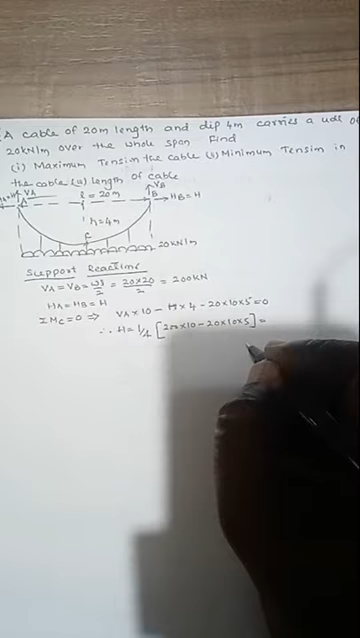 A cable of 20m length and dip 4m carries a udl of
20kN/m over the whole span. Find
(i) Maximum Tension the cable (ii) Minimum Tension in
the cable (iii) length of cable
VA l = 20m VB
A B HB = H
h = 4m
C
20kN/m
Support Reactions
VA = VB = wl/2 = 20×20/2 = 200KN
HA = HB = H
ΣMc = 0 ⇒ VA × 10 - H × 4 - 20×10×5 = 0
∴ H = 1/4 [200×10 - 20×10×5] =